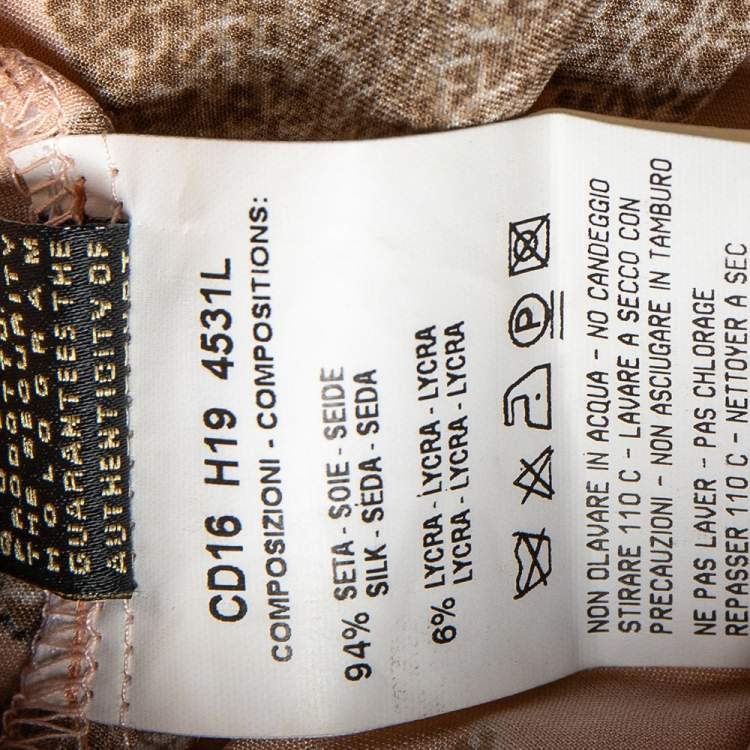 GUARANTEES THE
AUTHENTICITY OF
CD16 H19 4531L
COMPOSIZIONI - COMPOSITIONS:
94% SETA - SOIE - SEIDE
SILK - SEDA - SEDA
6% LYCRA - LYCRA - LYCRA
LYCRA - LYCRA - LYCRA
P
NON OLAVARE IN ACQUA - NO CANDEGGIO
STIRARE 110 C - LAVARE A SECCO CON
PRECAUZIONI - NON ASCIUGARE IN TAMBURO
NE PAS LAVER - PAS CHLORAGE
REPASSER 110 C - NETTOYER A SEC